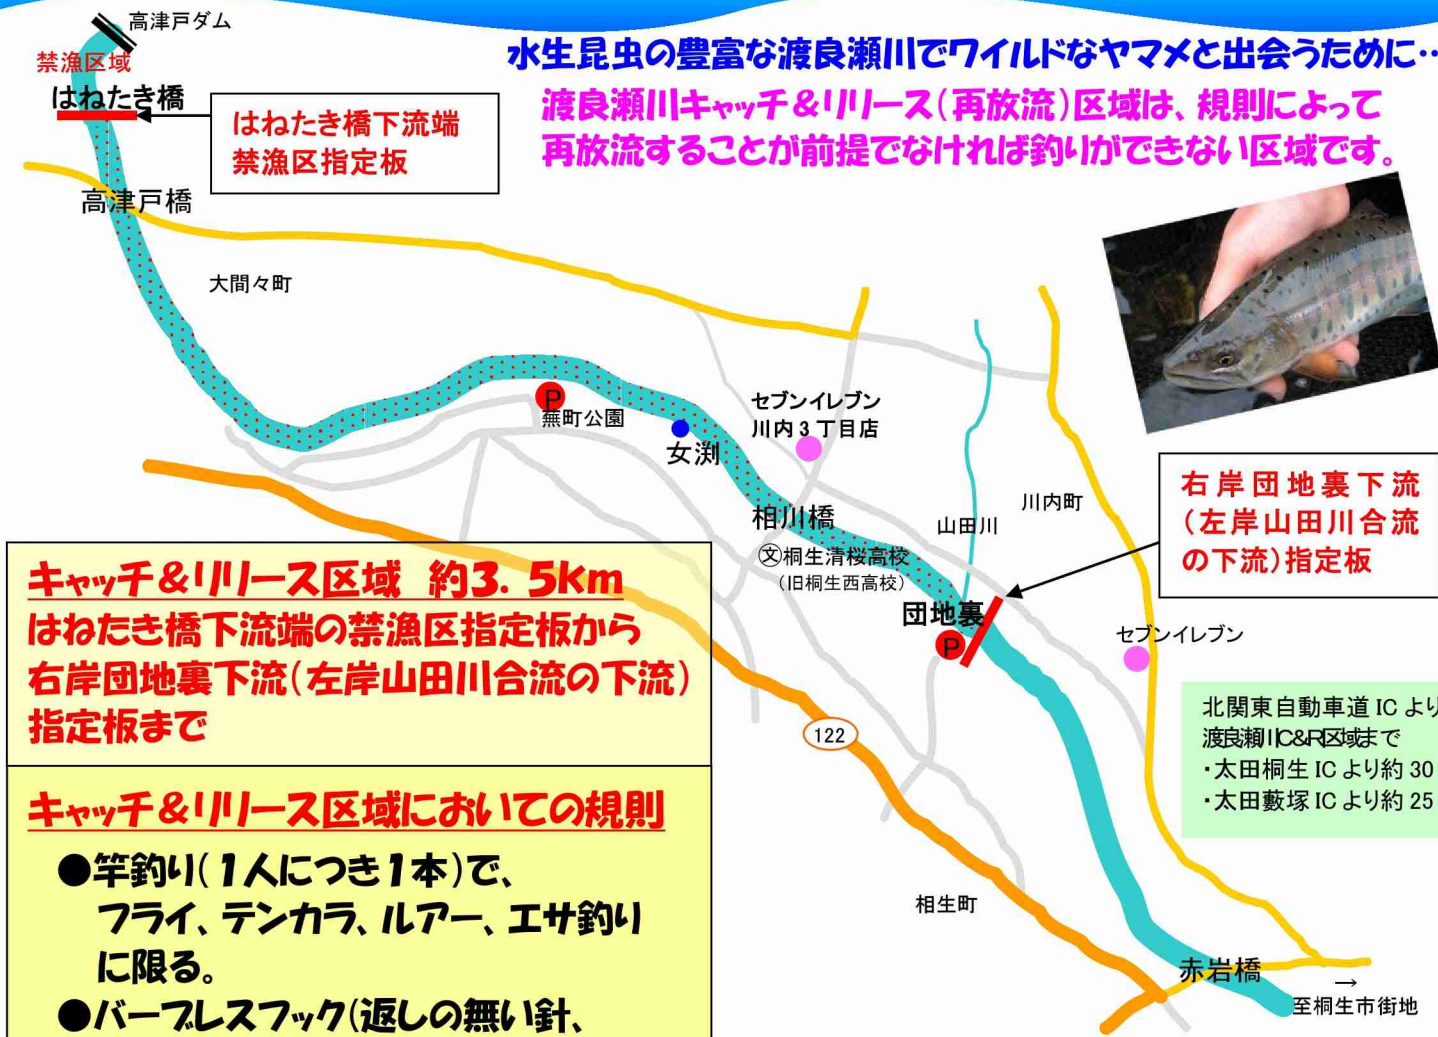 高津戸ダム
禁漁区域
はねたき橋
はねたき橋下流端
禁漁区指定板
水生昆虫の豊富な渡良瀬川でワイルドなヤマメと出会うために…
渡良瀬川キャッチ&リリース(再放流)区域は、規則によって
再放流することが前提でなければ釣りができない区域です。
高津戸橋
大間々町
P
蕪町公園
女渕
セブンイレブン
川内3丁目店
相川橋
文桐生清桜高校
(旧桐生西高校)
山田川
川内町
右岸団地裏下流
(左岸山田川合流
の下流)指定板
団地裏
P
セブンイレブン
122
北関東自動車道ICより
渡良瀬川C&R区域まで
・太田桐生ICより約30
・太田藪塚ICより約25
相生町
赤岩橋
→
至桐生市街地
キャッチ&リリース区域 約3.5km
はねたき橋下流端の禁漁区指定板から
右岸団地裏下流(左岸山田川合流の下流)
指定板まで
キャッチ&リリース区域においての規則
●竿釣り(1人につき1本)で、
フライ、テンカラ、ルアー、エサ釣り
に限る。
●バーブレスフック(返しの無い針、